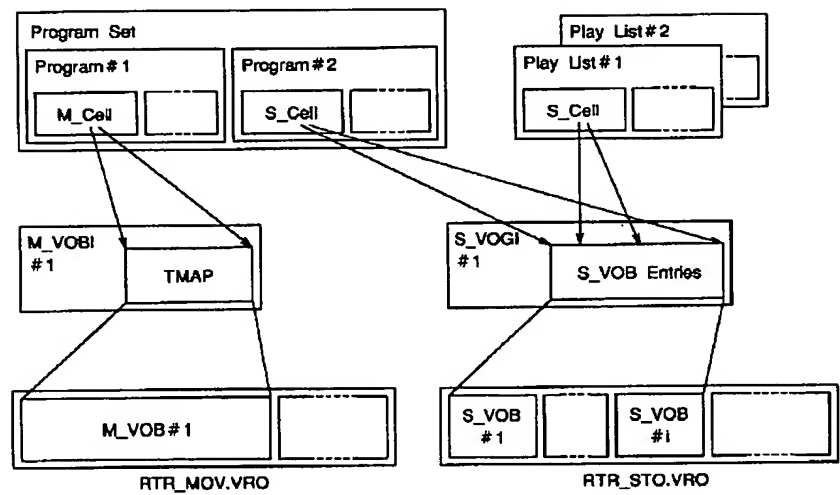 Program Set
Program#1
Program#2
M_Cell
S_Cell
Play List#2
Play List#1
S_Cell
M_VOBI
#1
TMAP
S_VOGI
#1
S_VOB Entries
M_VOB#1
S_VOB
#1
S_VOB
#i
RTR_MOV.VRO
RTR_STO.VRO